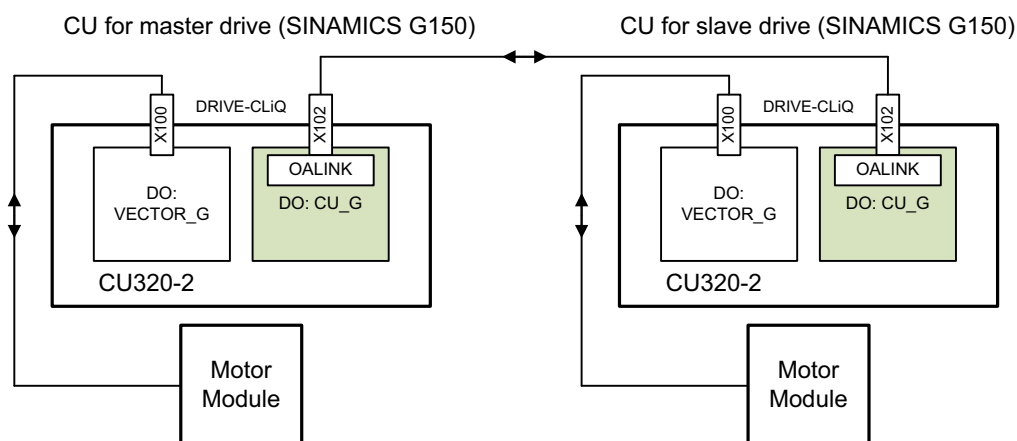 CU for master drive (SINAMICS G150)
CU for slave drive (SINAMICS G150)
X100
DRIVE-CLiQ
X102
X100
DRIVE-CLiQ
X102
OALINK
OALINK
DO:
VECTOR_G
DO: CU_G
DO:
VECTOR_G
DO: CU_G
CU320-2
CU320-2
Motor
Module
Motor
Module